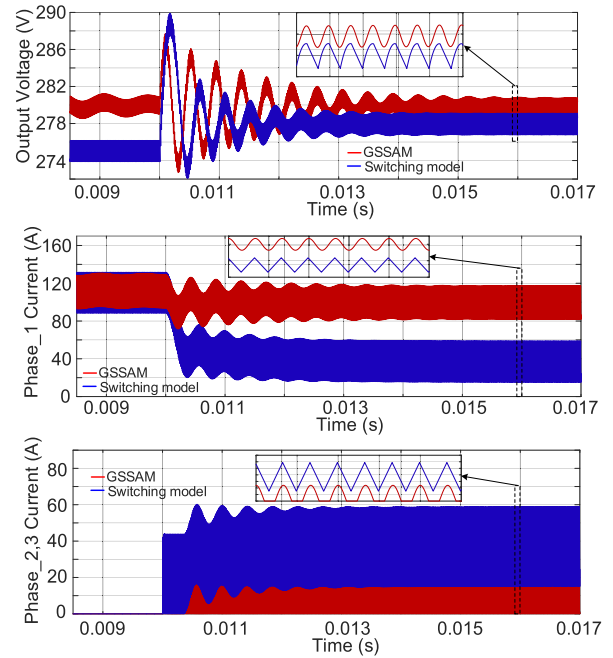 Output Voltage (V)
290
286
282
278
274
GSSAM
Switching model
0.009
0.011
0.013
0.015
0.017
Time (s)
Phase_1 Current (A)
160
120
80
40
0
GSSAM
Switching model
0.009
0.011
0.013
0.015
0.017
Time (s)
Phase_2,3 Current (A)
80
60
40
20
0
GSSAM
Switching model
0.009
0.011
0.013
0.015
0.017
Time (s)